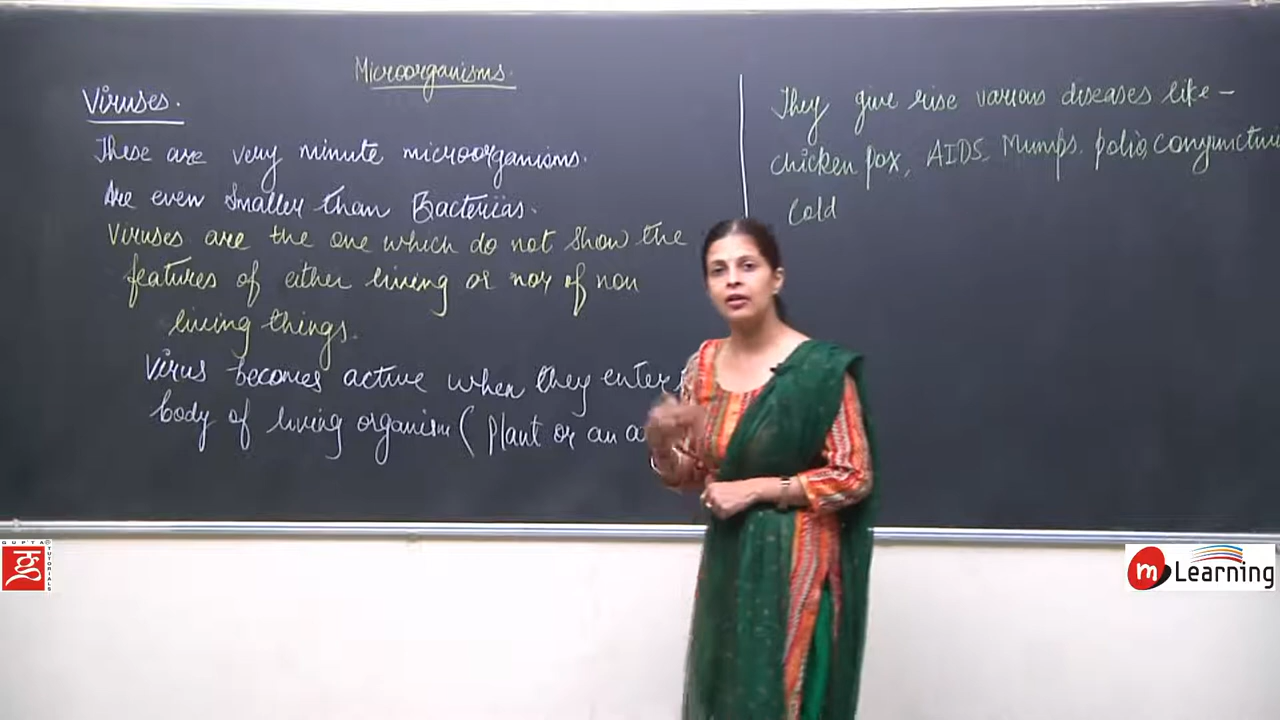 Microorganisms.
Viruses.
These are very minute microorganisms.
Are even smaller than Bacterias.
Viruses are the one which do not show the
features of either living or nor of non
living things.
Virus becomes active when they enter
body of living organism ( plant or an
They give rise various diseases like -
chicken pox, AIDS, Mumps, polio,
Cold
GUPTA TUTORIALS
m Learning